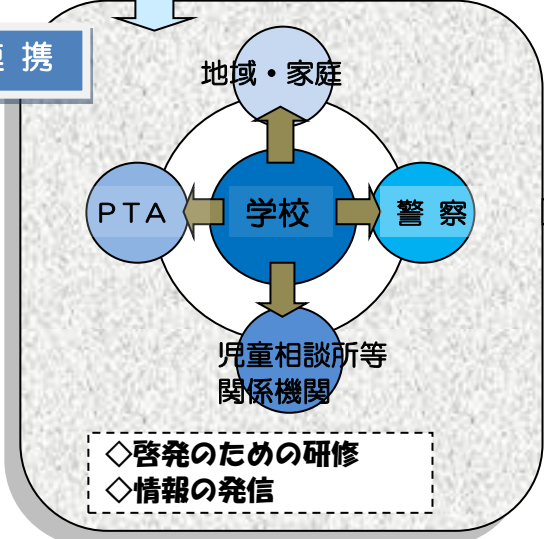 携
地域・家庭
PTA
学校
警察
児童相談所等
関係機関
◇啓発のための研修
◇情報の発信